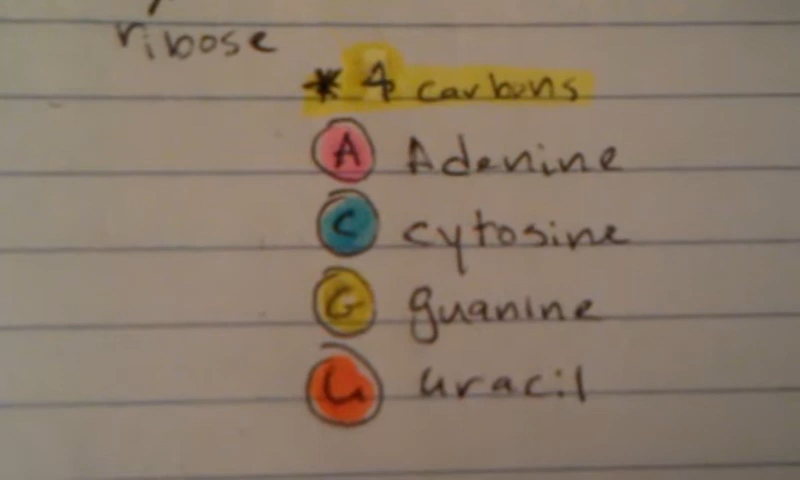 ribose
* 4 carbons
A Adenine
C cytosine
G guanine
U uracil